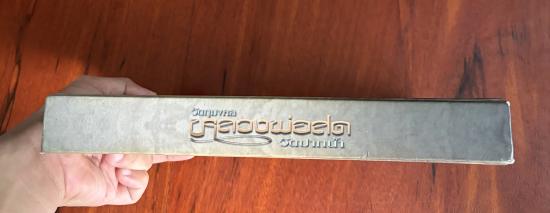 วัตถุมงคล
หลวงพ่อสด
วัดปากน้ำ